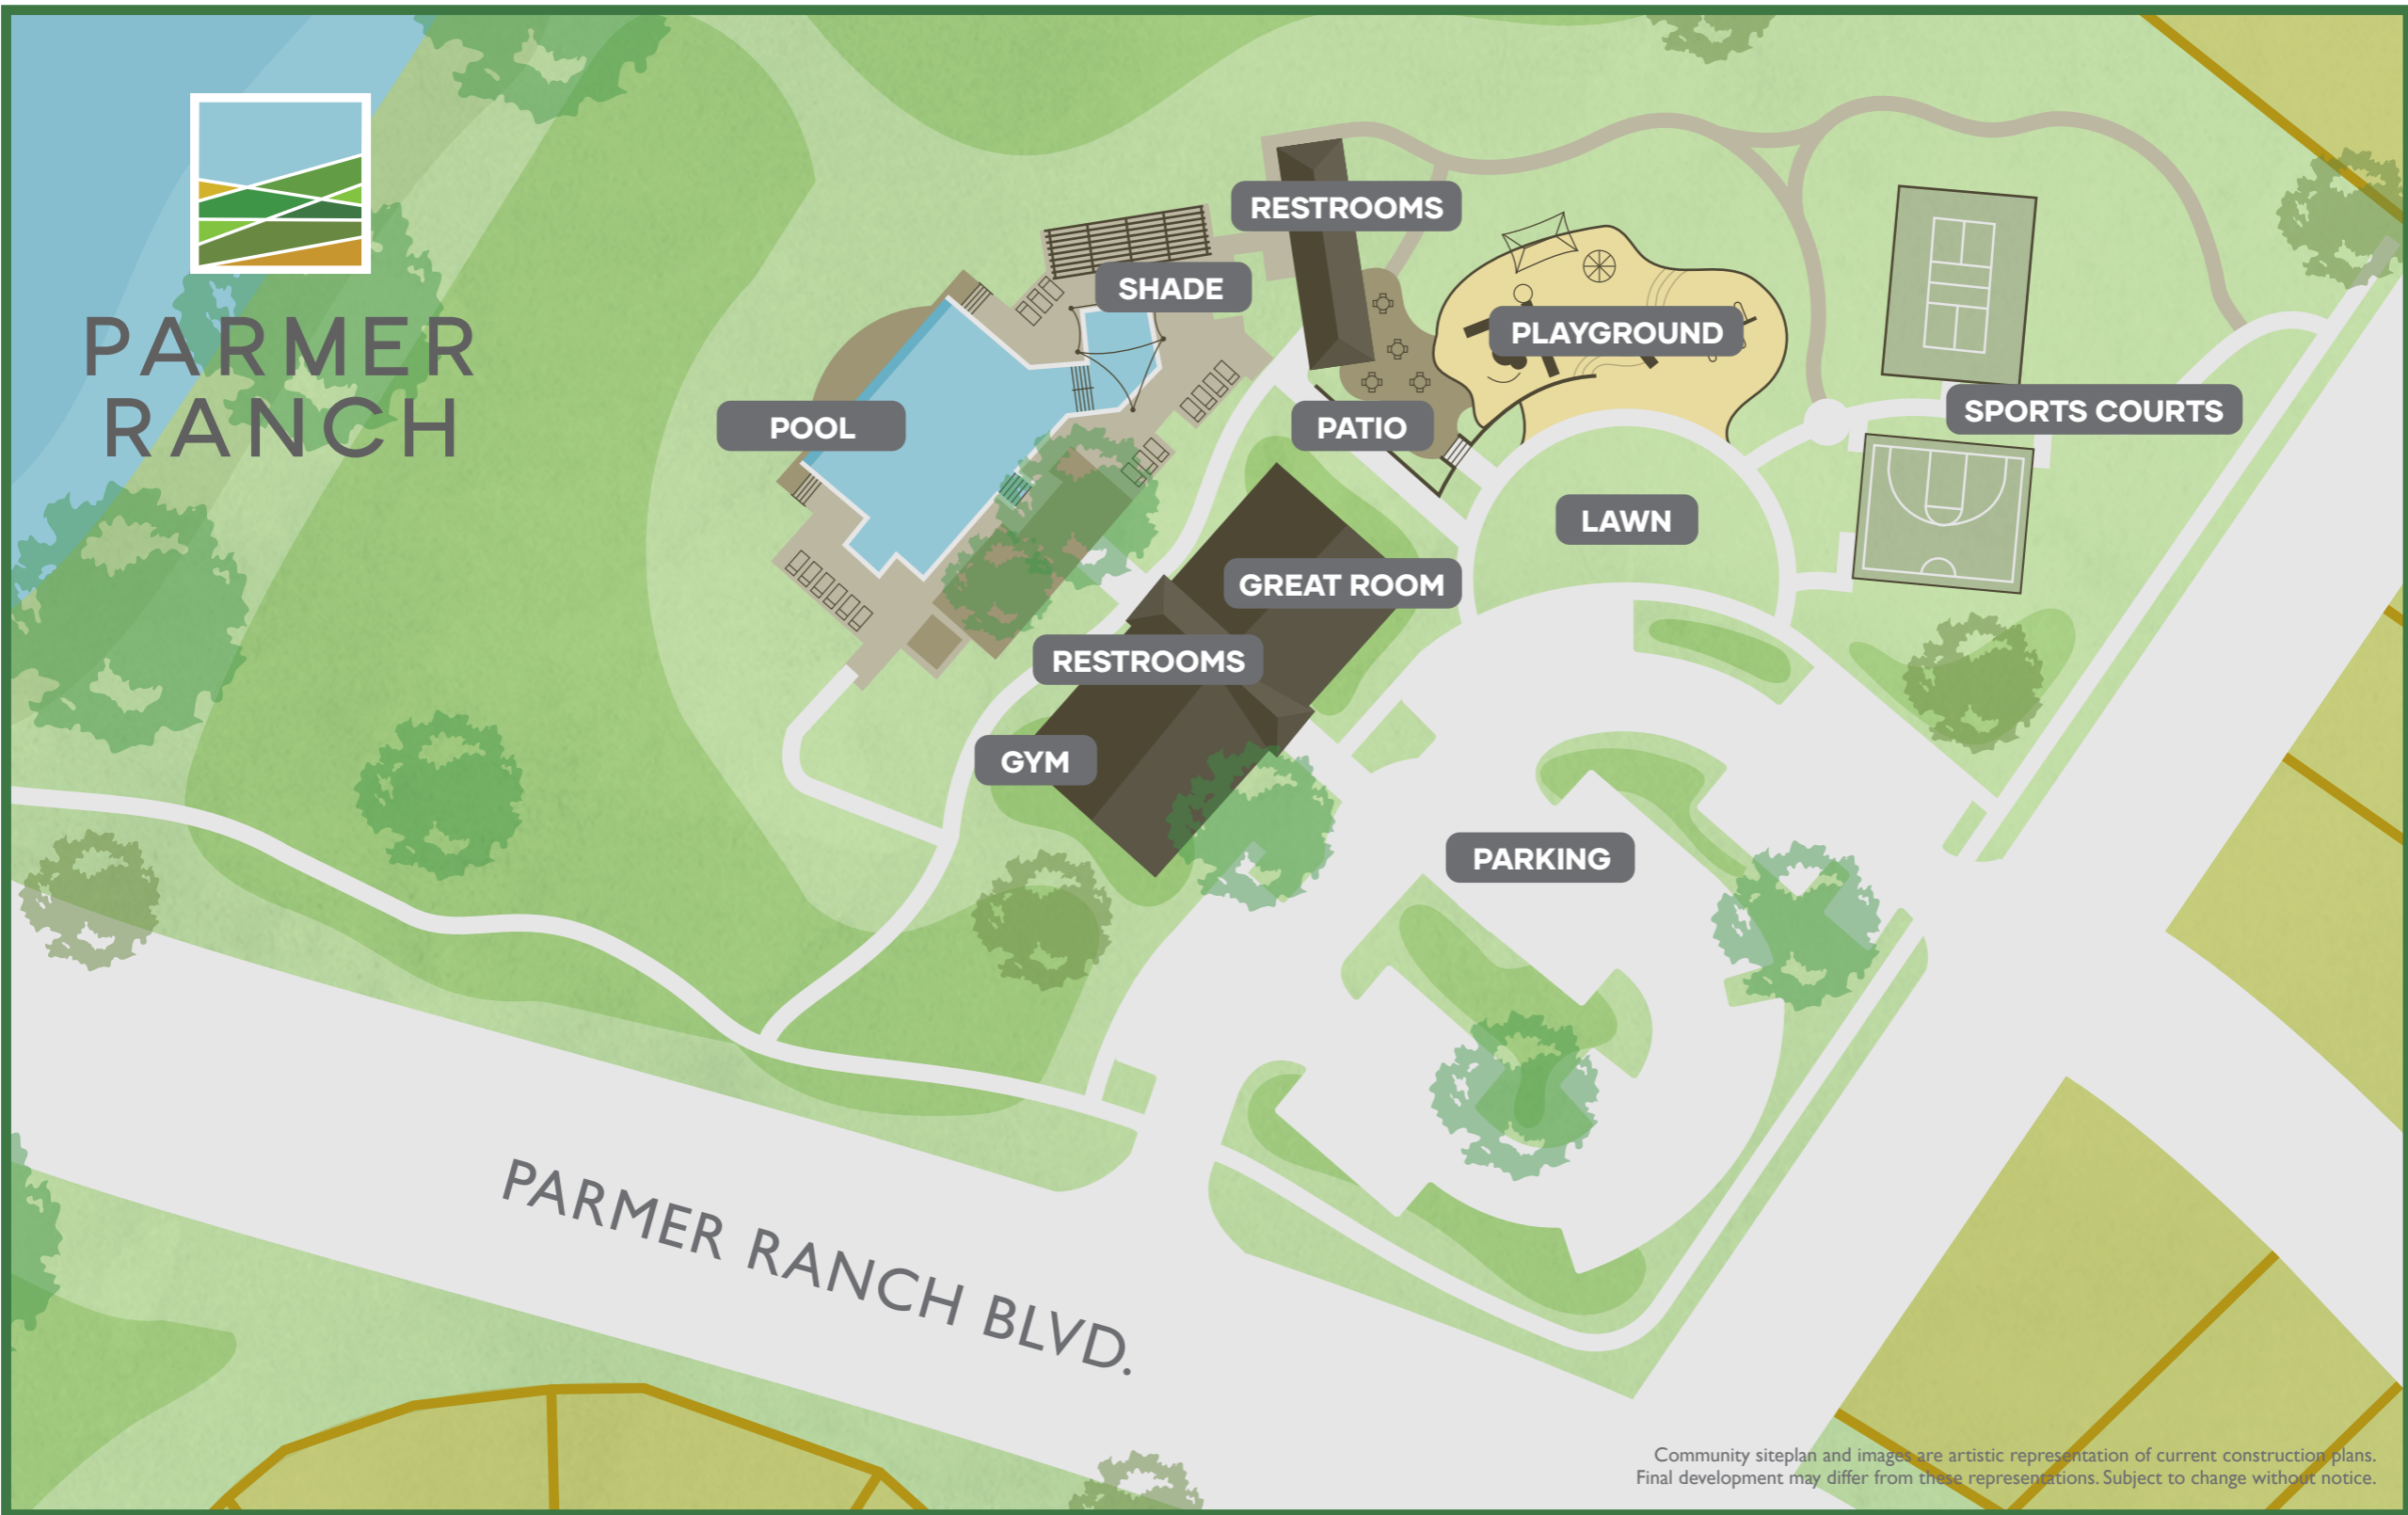 PARMER
RANCH
RESTROOMS
SHADE
PLAYGROUND
POOL
PATIO
SPORTS COURTS
LAWN
GREAT ROOM
RESTROOMS
GYM
PARKING
PARMER RANCH BLVD.
Community siteplan and images are artistic representation of current construction plans.
Final development may differ from these representations. Subject to change without notice.